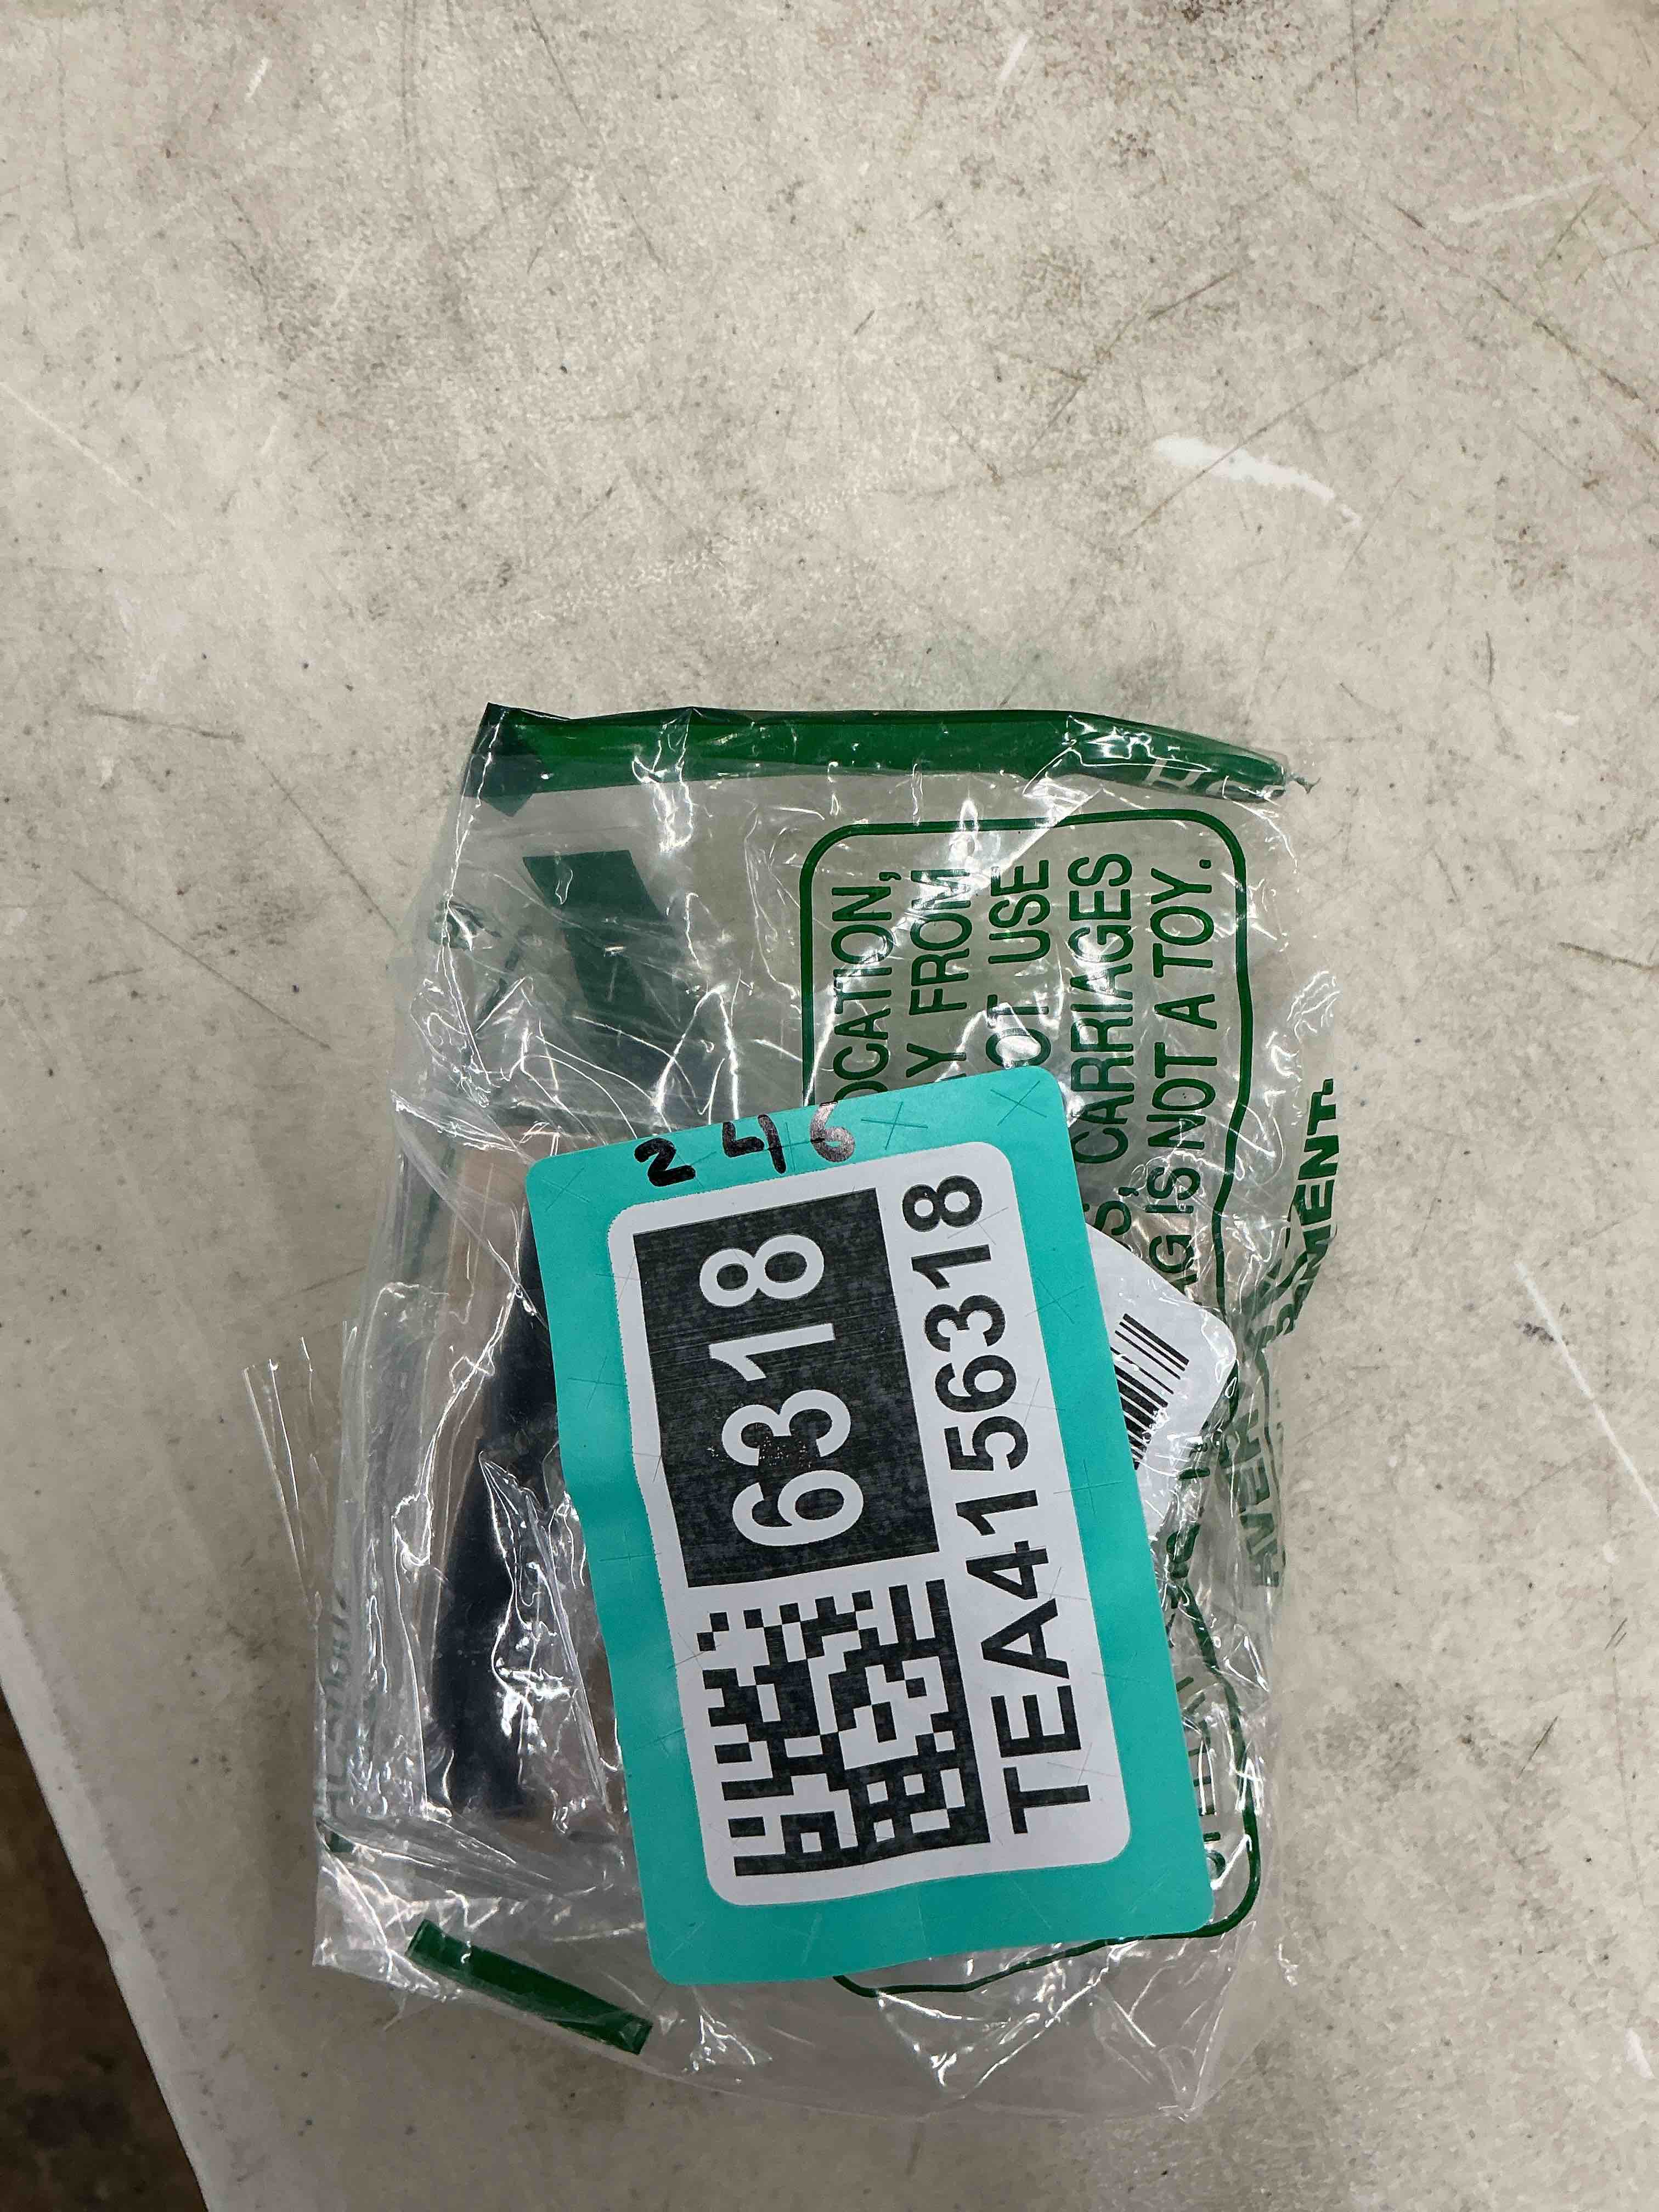 246
6318
TEA4156318
OCATION,
Y FROM
OT USE
CARRIAGES
IS NOT A TOY.